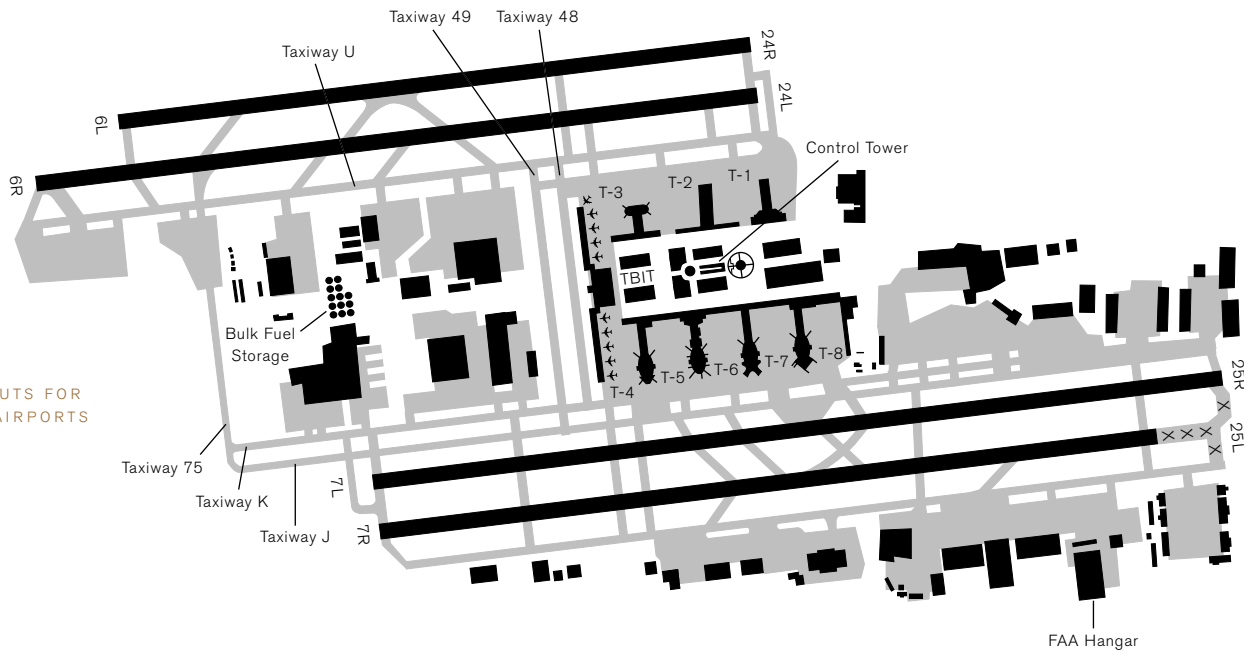 Taxiway 49
Taxiway 48
Taxiway U
24R
24L
6L
6R
Control Tower
T-3
T-2
T-1
TBIT
Bulk Fuel
Storage
T-4
T-5
T-6
T-7
T-8
UTS FOR
AIRPORTS
25R
25L
Taxiway 75
Taxiway K
Taxiway J
7L
7R
FAA Hangar